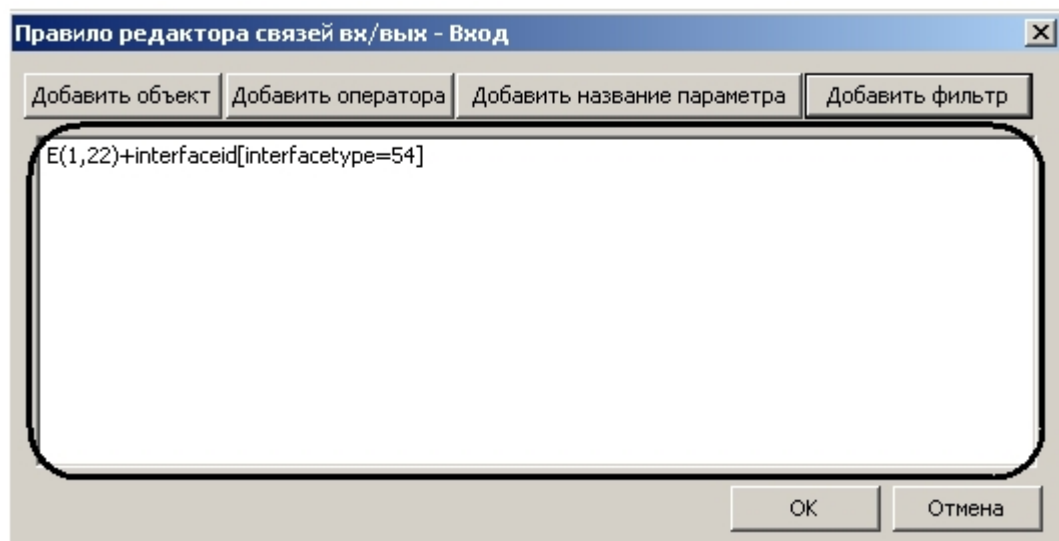 Правило редактора связей вх/вых - Вход
Добавить объект Добавить оператора Добавить название параметра Добавить фильтр
E(1,22)+interfaceid[interfacetype=54]
OK Отмена